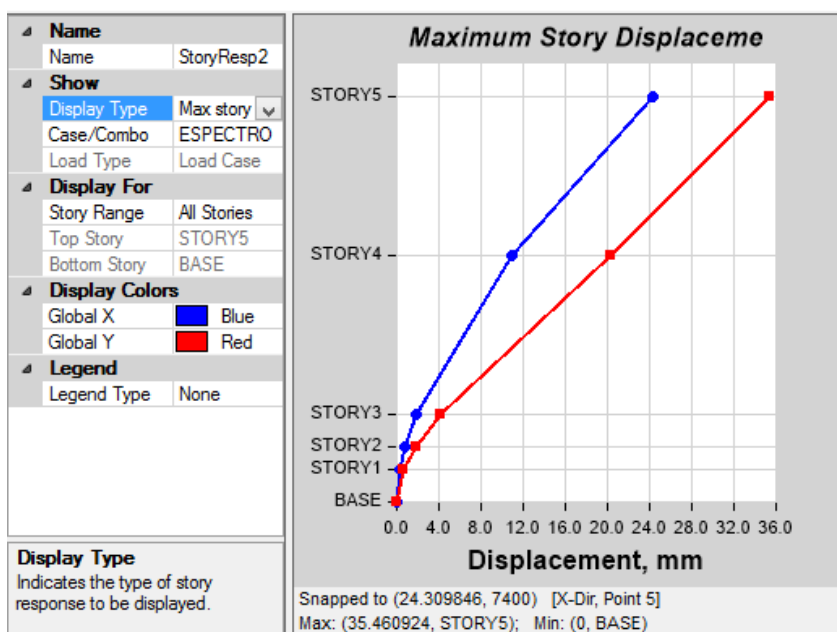 Name
Name StoryResp2
Show
Display Type Max story
Case/Combo ESPECTRO
Load Type Load Case
Display For
Story Range All Stories
Top Story STORY5
Bottom Story BASE
Display Colors
Global X Blue
Global Y Red
Legend
Legend Type None
Display Type
Indicates the type of story
response to be displayed.
Maximum Story Displaceme
STORY5
STORY4
STORY3
STORY2
STORY1
BASE
0.0 4.0 8.0 12.0 16.0 20.0 24.0 28.0 32.0 36.0
Displacement, mm
Snapped to (24.309846, 7400) [X-Dir, Point 5]
Max: (35.460924, STORY5); Min: (0, BASE)